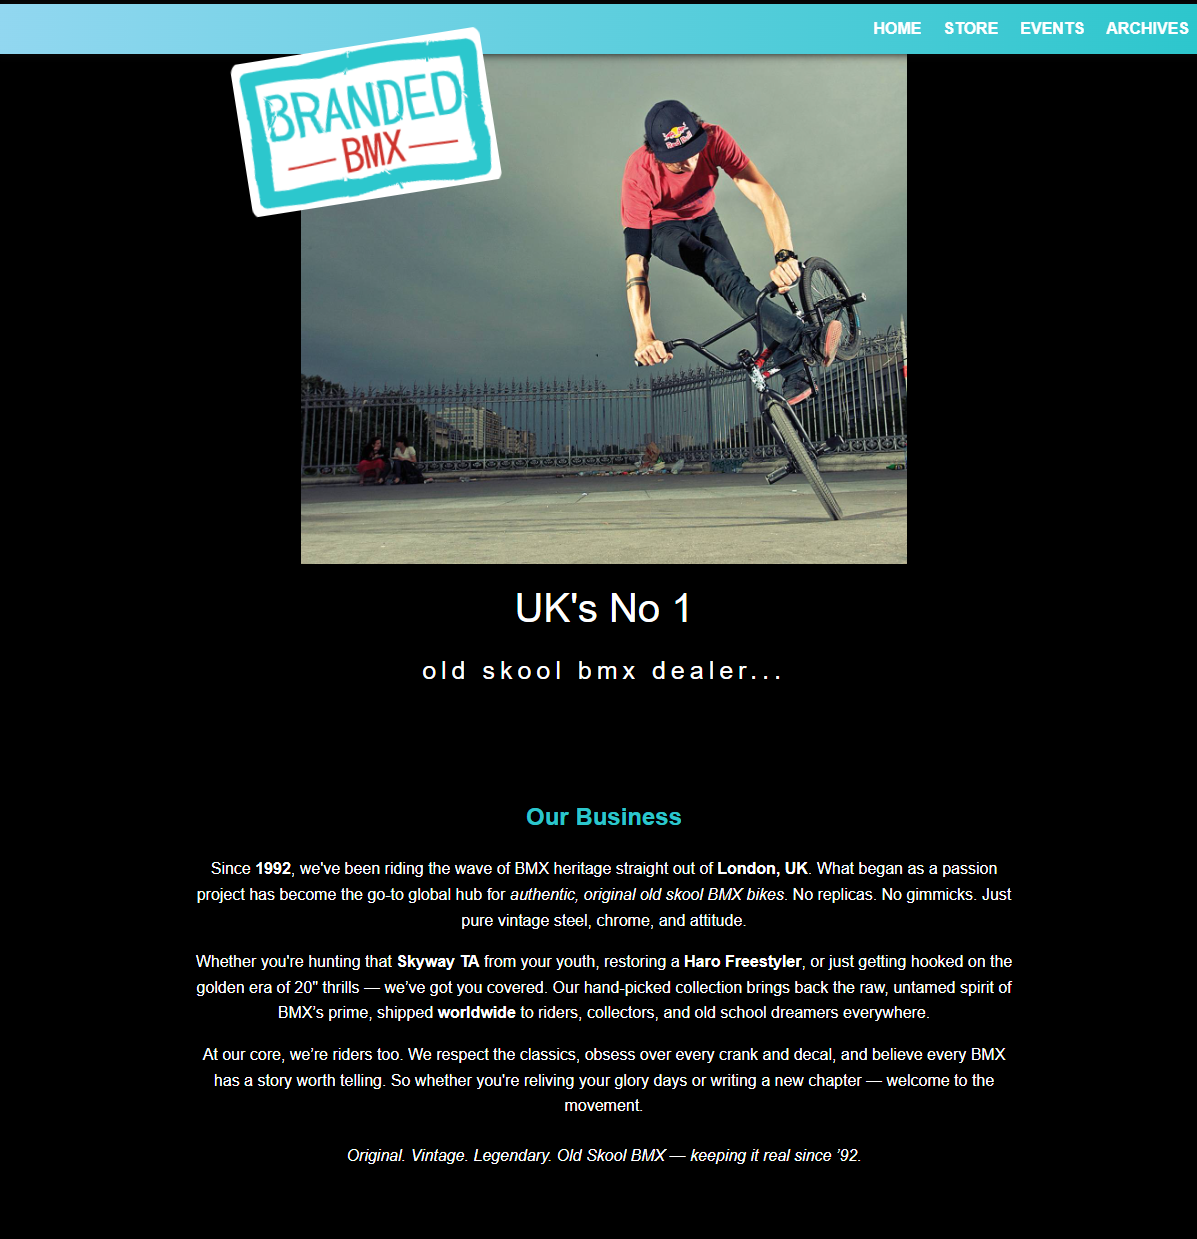 HOME STORE EVENTS ARCHIVES
BRANDED
BMX
Red Bull
UK's No 1
old skool bmx dealer...
Our Business
Since 1992, we've been riding the wave of BMX heritage straight out of London, UK. What began as a passion
project has become the go-to global hub for authentic, original old skool BMX bikes. No replicas. No gimmicks. Just
pure vintage steel, chrome, and attitude.
Whether you're hunting that Skyway TA from your youth, restoring a Haro Freestyler, or just getting hooked on the
golden era of 20" thrills — we’ve got you covered. Our hand-picked collection brings back the raw, untamed spirit of
BMX’s prime, shipped worldwide to riders, collectors, and old school dreamers everywhere.
At our core, we’re riders too. We respect the classics, obsess over every crank and decal, and believe every BMX
has a story worth telling. So whether you're reliving your glory days or writing a new chapter — welcome to the
movement.
Original. Vintage. Legendary. Old Skool BMX — keeping it real since ’92.